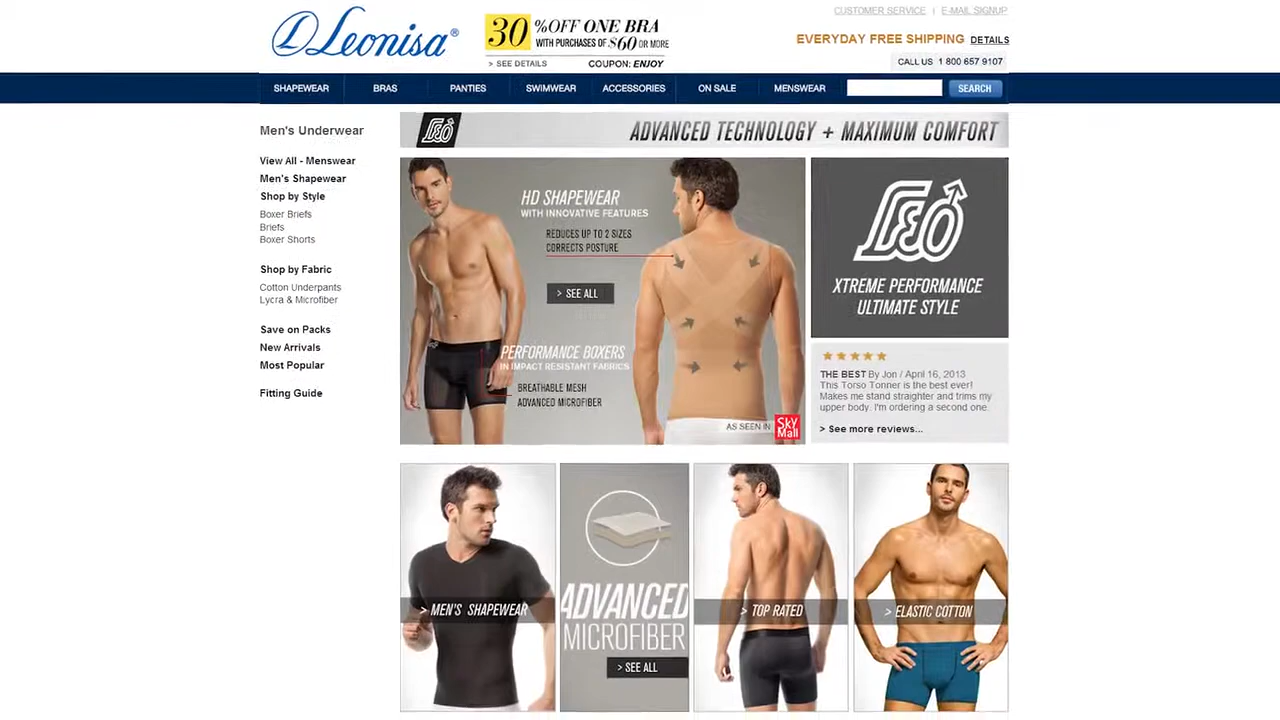 CUSTOMER SERVICE | E-MAIL SIGNUP
Leonisa®
30 %OFF ONE BRA
WITH PURCHASES OF $60 OR MORE
> SEE DETAILS COUPON: ENJOY
EVERYDAY FREE SHIPPING DETAILS
CALL US 1 800 657 9107
SHAPEWEAR BRAS PANTIES SWIMWEAR ACCESSORIES ON SALE MENSWEAR SEARCH
Men's Underwear
View All - Menswear
Men's Shapewear
Shop by Style
Boxer Briefs
Briefs
Boxer Shorts
Shop by Fabric
Cotton Underpants
Lycra & Microfiber
Save on Packs
New Arrivals
Most Popular
Fitting Guide
LEO ADVANCED TECHNOLOGY + MAXIMUM COMFORT
HD SHAPEWEAR
WITH INNOVATIVE FEATURES
REDUCES UP TO 2 SIZES
CORRECTS POSTURE
> SEE ALL
PERFORMANCE BOXERS
IN IMPACT RESISTANT FABRICS
BREATHABLE MESH
ADVANCED MICROFIBER
AS SEEN IN SkyMall
LEO
XTREME PERFORMANCE
ULTIMATE STYLE
THE BEST By Jon / April 16, 2013
This Torso Tonner is the best ever!
Makes me stand straighter and trims my
upper body. I'm ordering a second one.
> See more reviews...
> MEN'S SHAPEWEAR
ADVANCED
MICROFIBER
> SEE ALL
> TOP RATED
> ELASTIC COTTON